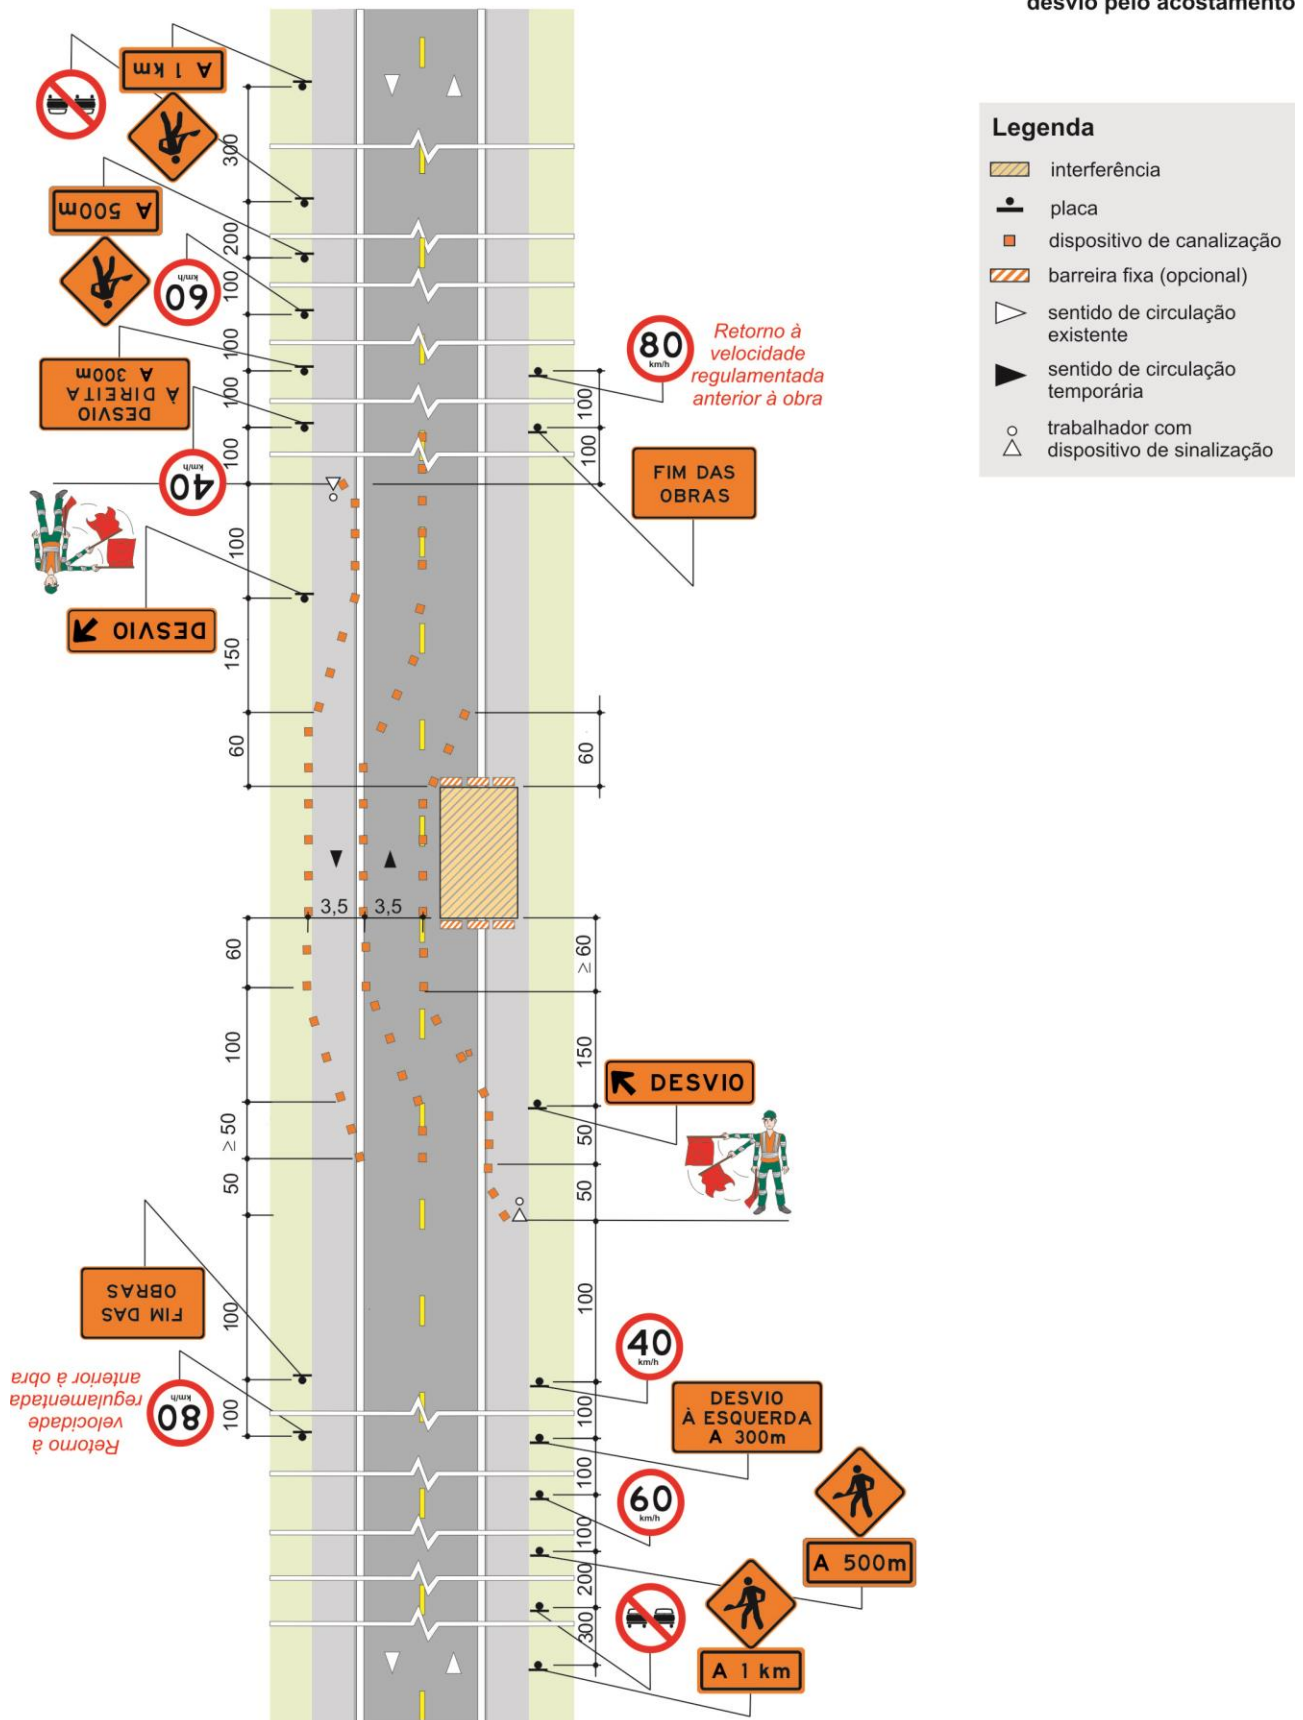 desvio pelo acostamento
Legenda
interferência
placa
dispositivo de canalização
barreira fixa (opcional)
sentido de circulação
existente
sentido de circulação
temporária
trabalhador com
dispositivo de sinalização
A 1 km
300
A 500m
200
60
km/h
100
100
DESVIO
À DIREITA
A 300m
100
40
km/h
100
100
DESVIO
150
60
80
km/h
Retorno à
velocidade
regulamentada
anterior à obra
100
100
FIM DAS
OBRAS
60
3,5
3,5
60
100
≥ 50
50
FIM DAS
OBRAS
100
80
km/h
Retorno à
velocidade
regulamentada
anterior à obra
100
≥ 60
150
DESVIO
50
50
100
40
km/h
100
DESVIO
À ESQUERDA
A 300m
100
60
km/h
100
A 500m
200
300
A 1 km